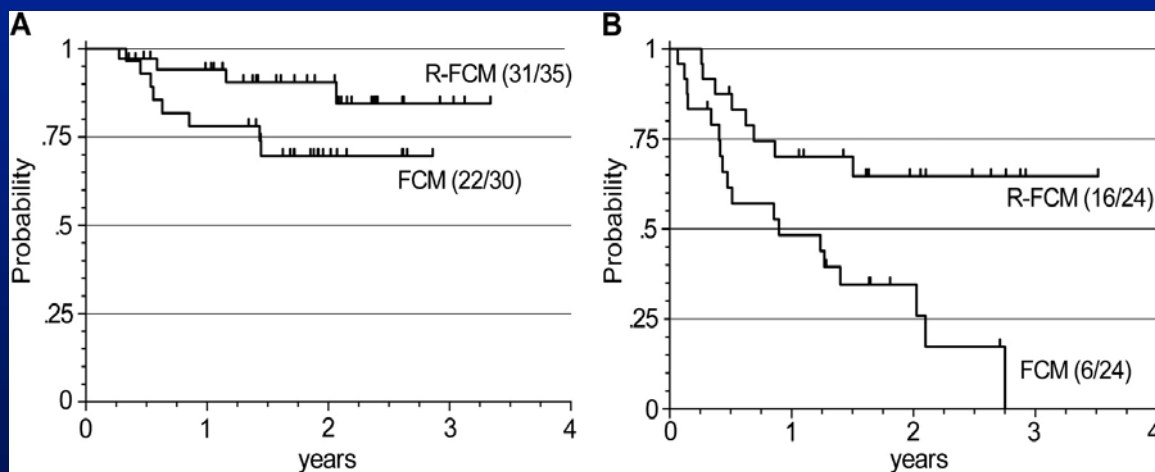 A
1
.75
.5
.25
0
Probability
R-FCM (31/35)
FCM (22/30)
0 1 2 3 4
years
B
1
.75
.5
.25
0
Probability
R-FCM (16/24)
FCM (6/24)
0 1 2 3 4
years